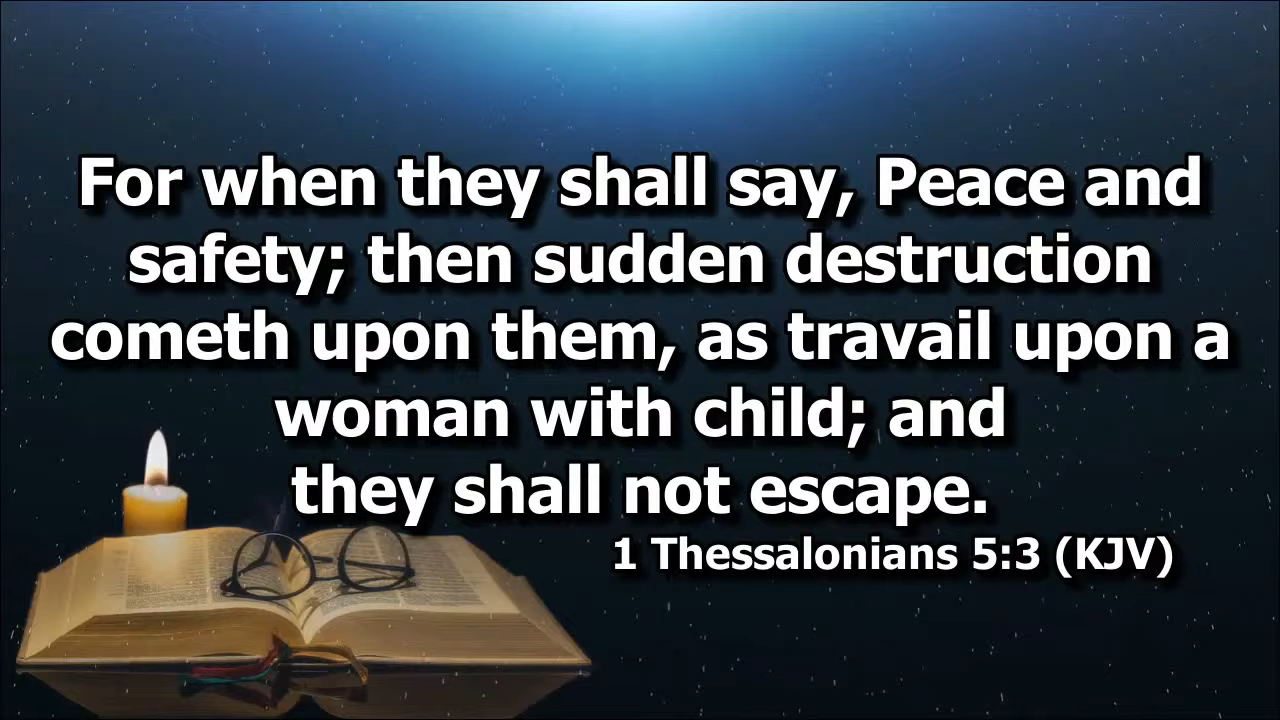 For when they shall say, Peace and
safety; then sudden destruction
cometh upon them, as travail upon a
woman with child; and
they shall not escape.
1 Thessalonians 5:3 (KJV)